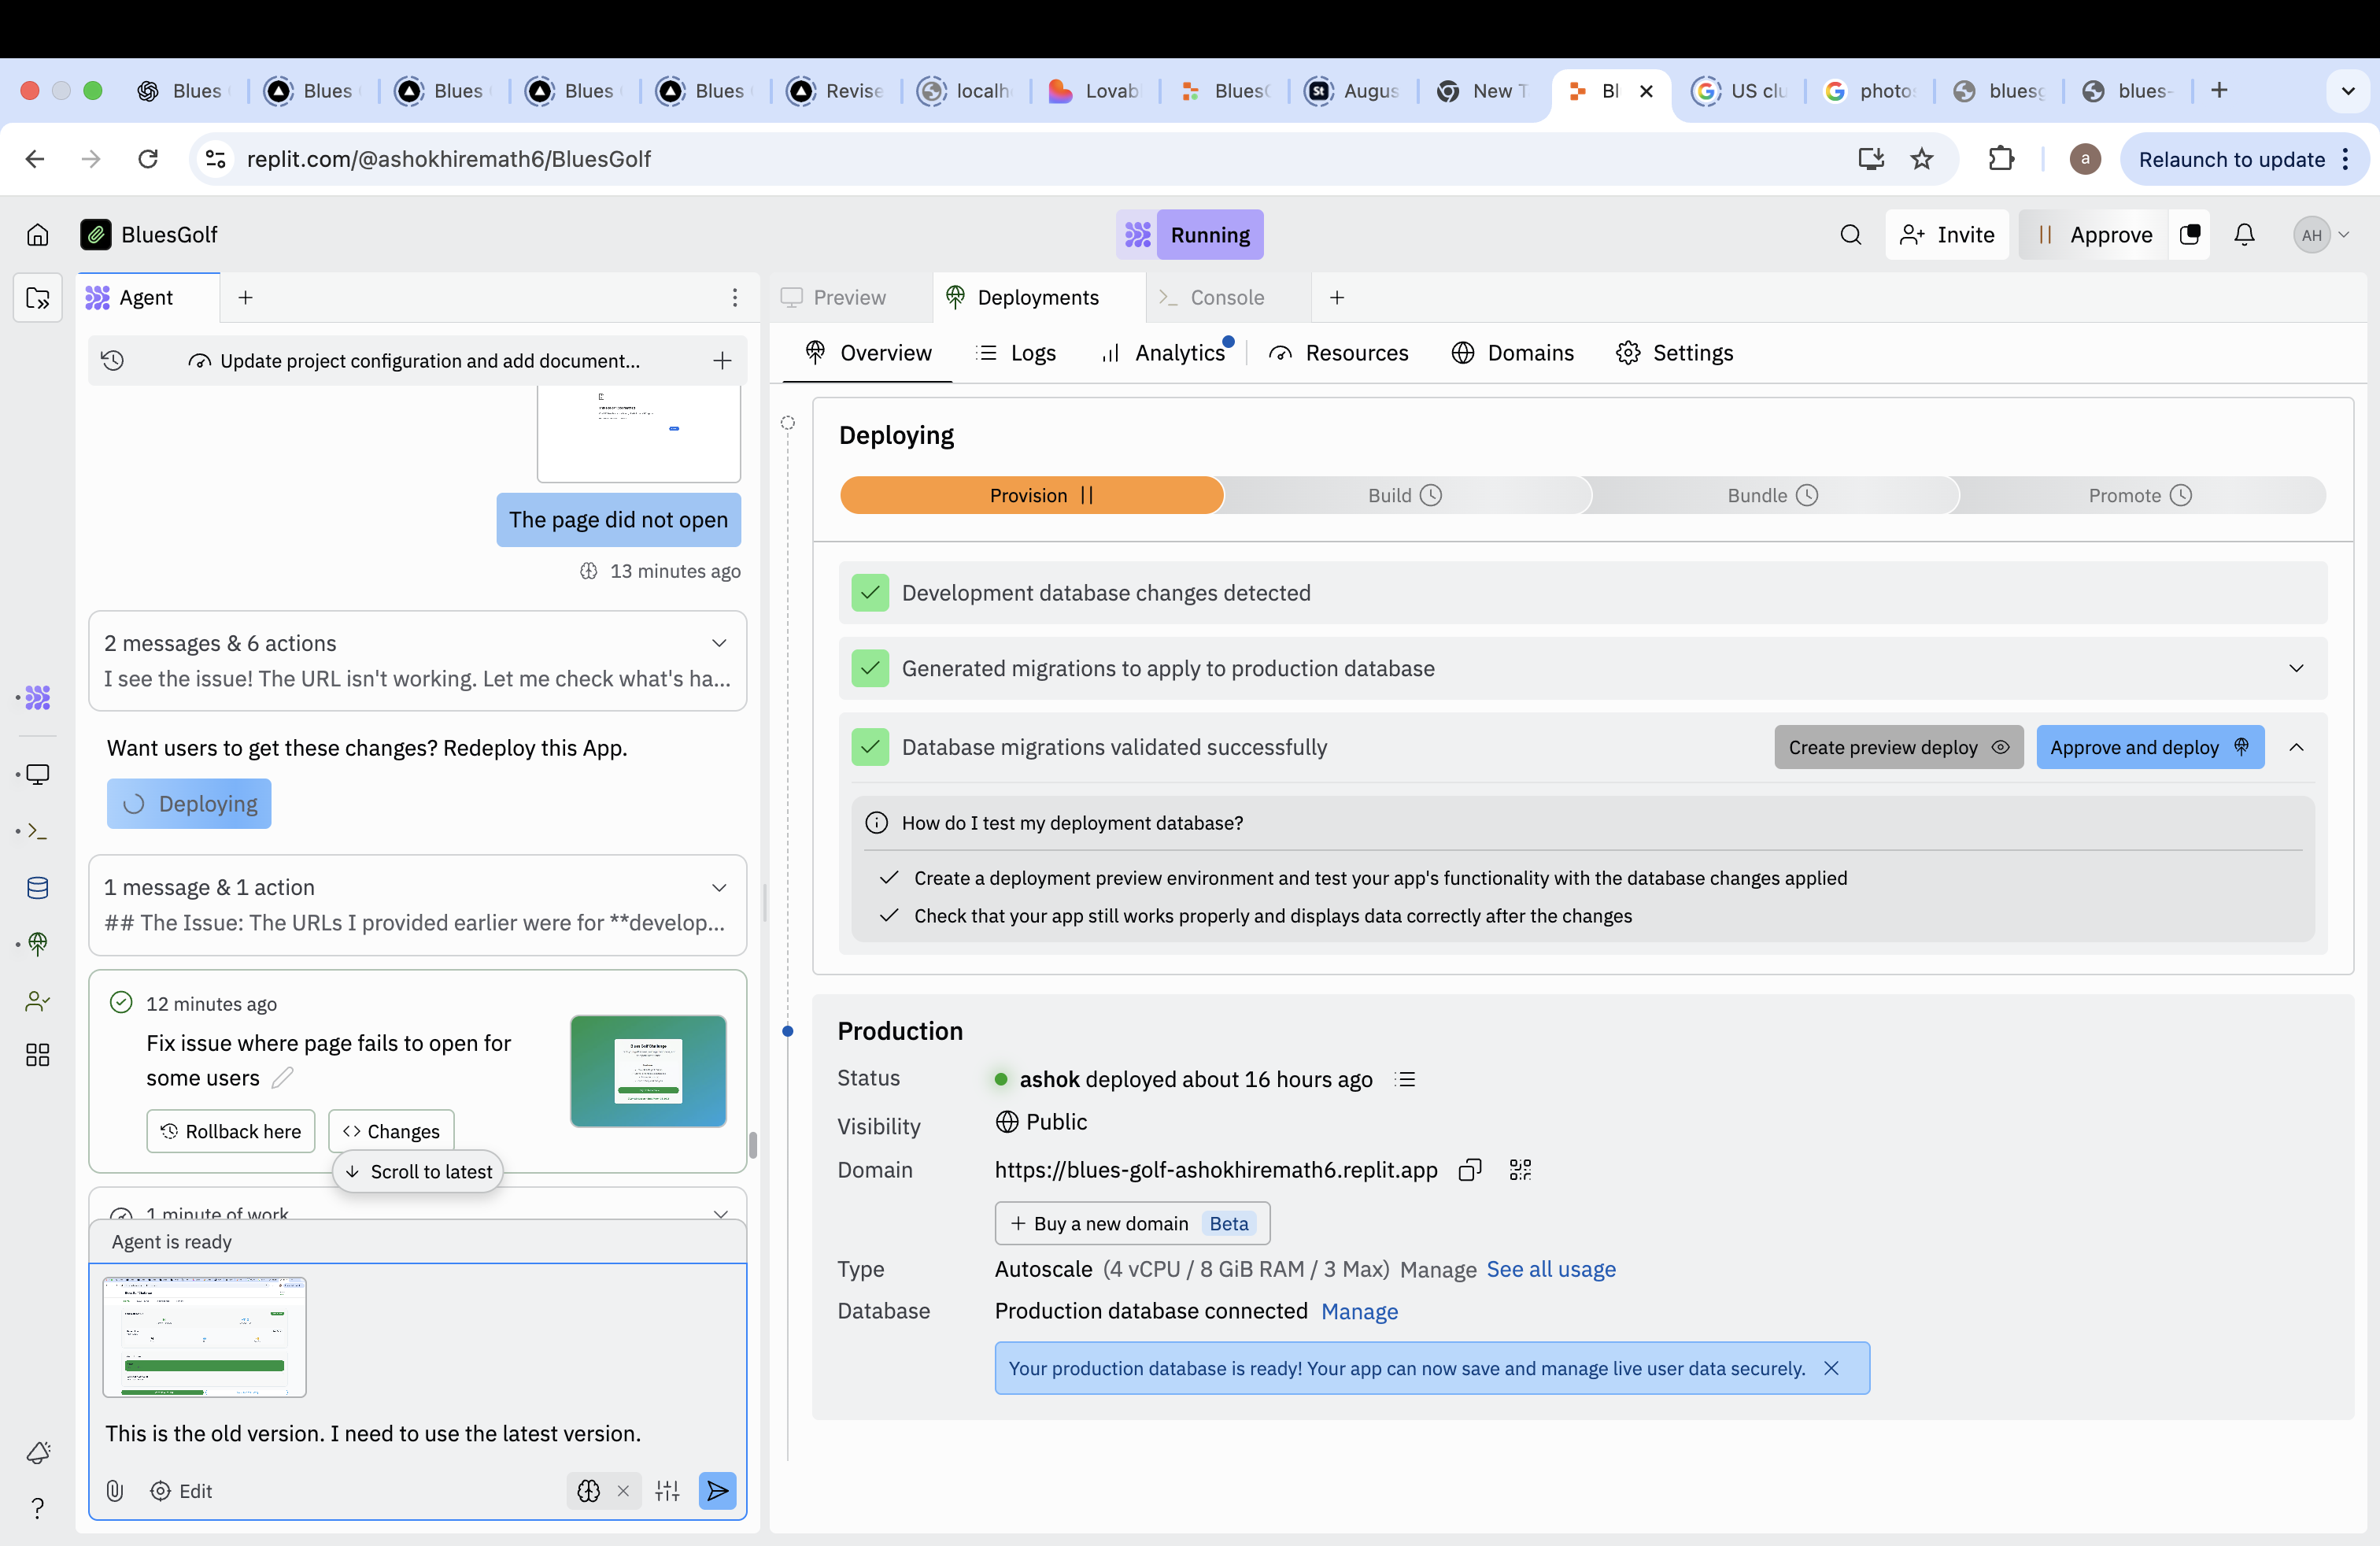 Blues
Blues
Blues
Blues
Blues
Revise
localh
Lovab
BluesG
St
Augus
New T
Bl
US clu
photos
bluesg
blues-
replit.com/@ashokhiremath6/BluesGolf
a
Relaunch to update
BluesGolf
Running
Invite
Approve
AH
Agent
Preview
Deployments
Console
Update project configuration and add document...
Overview
Logs
Analytics
Resources
Domains
Settings
The page did not open
13 minutes ago
2 messages & 6 actions
I see the issue! The URL isn't working. Let me check what's ha...
Want users to get these changes? Redeploy this App.
Deploying
1 message & 1 action
## The Issue: The URLs I provided earlier were for **develop...
12 minutes ago
Fix issue where page fails to open for
some users
Rollback here
Changes
Scroll to latest
1 minute of work
Agent is ready
This is the old version. I need to use the latest version.
Edit
Deploying
Provision
Build
Bundle
Promote
Development database changes detected
Generated migrations to apply to production database
Database migrations validated successfully
Create preview deploy
Approve and deploy
How do I test my deployment database?
Create a deployment preview environment and test your app's functionality with the database changes applied
Check that your app still works properly and displays data correctly after the changes
Production
Status
ashok deployed about 16 hours ago
Visibility
Public
Domain
https://blues-golf-ashokhiremath6.replit.app
+ Buy a new domain Beta
Type
Autoscale (4 vCPU / 8 GiB RAM / 3 Max) Manage See all usage
Database
Production database connected Manage
Your production database is ready! Your app can now save and manage live user data securely.